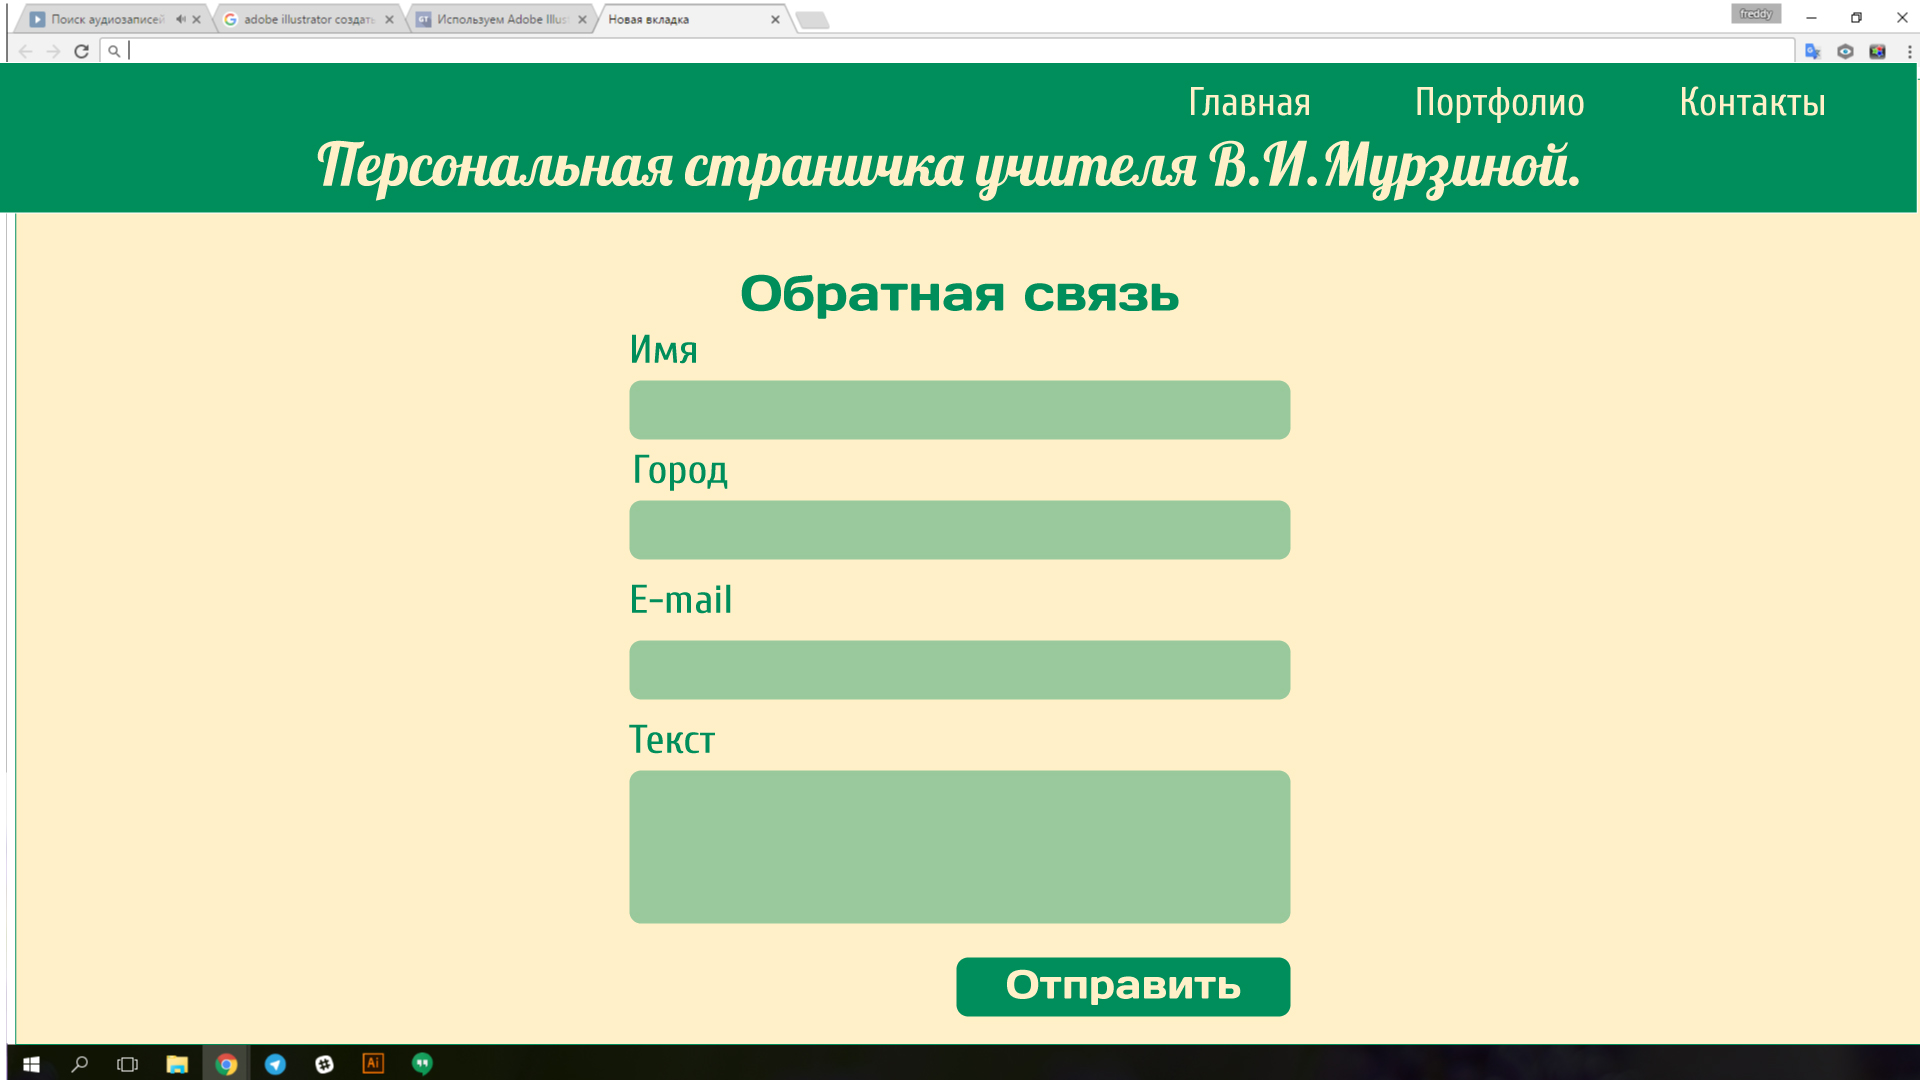 Поиск аудиозаписей
adobe illustrator создать
Используем Adobe Illus
Новая вкладка
freddy
Главная Портфолио Контакты
Персональная страничка учителя В.И.Мурзиной.
Обратная связь
Имя
Город
E-mail
Текст
Отправить
Ai